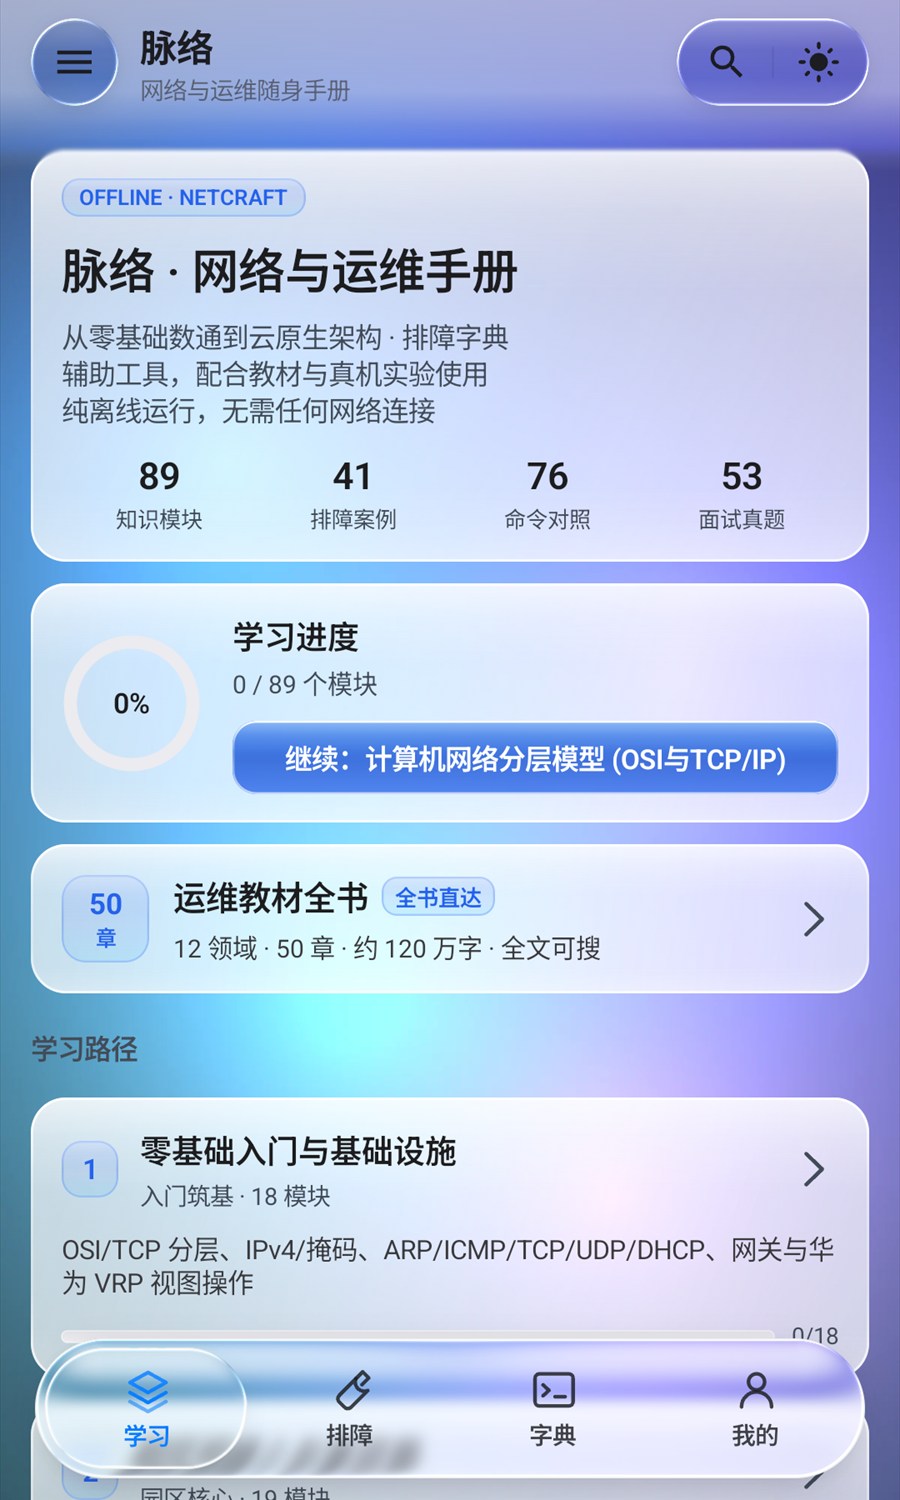 脉络
网络与运维随身手册
OFFLINE · NETCRAFT
脉络 · 网络与运维手册
从零基础数通到云原生架构 · 排障字典
辅助工具，配合教材与真机实验使用
纯离线运行，无需任何网络连接
89 41 76 53
知识模块 排障案例 命令对照 面试真题
学习进度
0%
0 / 89 个模块
继续：计算机网络分层模型 (OSI与TCP/IP)
50
章
运维教材全书 全书直达
12 领域 · 50 章 · 约 120 万字 · 全文可搜
学习路径
1
零基础入门与基础设施
入门筑基 · 18 模块
OSI/TCP 分层、IPv4/掩码、ARP/ICMP/TCP/UDP/DHCP、网关与华
为 VRP 视图操作
0/18
学习 排障 字典 我的
2
园区核心 · 19 模块